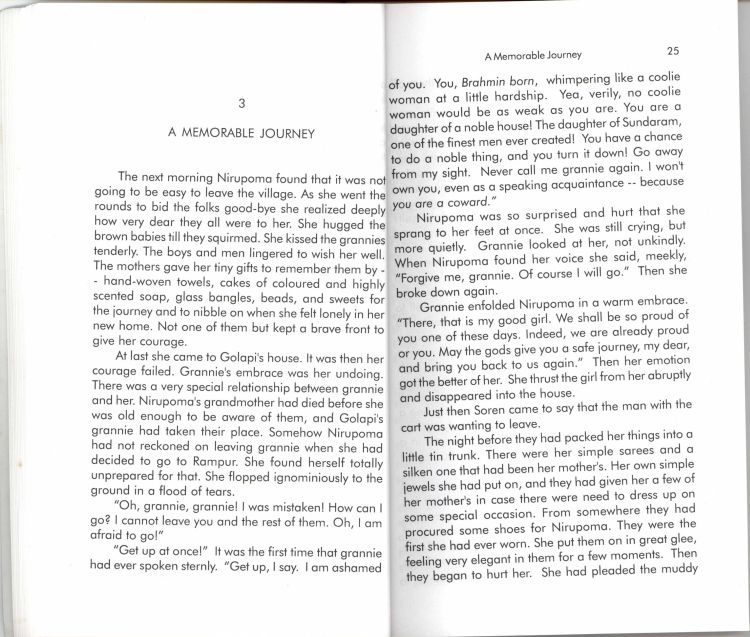 3
A MEMORABLE JOURNEY
The next morning Nirupoma found that it was not
going to be easy to leave the village. As she went the
rounds to bid the folks good-bye she realized deeply
how very dear they all were to her. She hugged the
brown babies till they squirmed. She kissed the grannies
tenderly. The boys and men lingered to wish her well.
The mothers gave her tiny gifts to remember them by -
- hand-woven towels, cakes of coloured and highly
scented soap, glass bangles, beads, and sweets for
the journey and to nibble on when she felt lonely in her
new home. Not one of them but kept a brave front to
give her courage.
At last she came to Golapi's house. It was then her
courage failed. Grannie's embrace was her undoing.
There was a very special relationship between grannie
and her. Nirupoma's grandmother had died before she
was old enough to be aware of them, and Golapi's
grannie had taken their place. Somehow Nirupoma
had not reckoned on leaving grannie when she had
decided to go to Rampur. She found herself totally
unprepared for that. She flopped ignominiously to the
ground in a flood of tears.
"Oh, grannie, grannie! I was mistaken! How can I
go? I cannot leave you and the rest of them. Oh, I am
afraid to go!"
"Get up at once!" It was the first time that grannie
had ever spoken sternly. "Get up, I say. I am ashamed
A Memorable Journey 25
of you. You, Brahmin born, whimpering like a coolie
woman at a little hardship. Yea, verily, no coolie
woman would be as weak as you are. You are a
daughter of a noble house! The daughter of Sundaram,
one of the finest men ever created! You have a chance
to do a noble thing, and you turn it down! Go away
from my sight. Never call me grannie again. I won't
own you, even as a speaking acquaintance -- because
you are a coward."
Nirupoma was so surprised and hurt that she
sprang to her feet at once. She was still crying, but
more quietly. Grannie looked at her, not unkindly.
When Nirupoma found her voice she said, meekly,
"Forgive me, grannie. Of course I will go." Then she
broke down again.
Grannie enfolded Nirupoma in a warm embrace.
"There, that is my good girl. We shall be so proud of
you one of these days. Indeed, we are already proud
or you. May the gods give you a safe journey, my dear,
and bring you back to us again." Then her emotion
got the better of her. She thrust the girl from her abruptly
and disappeared into the house.
Just then Soren came to say that the man with the
cart was wanting to leave.
The night before they had packed her things into a
little tin trunk. There were her simple sarees and a
silken one that had been her mother's. Her own simple
jewels she had put on, and they had given her a few of
her mother's in case there were need to dress up on
some special occasion. From somewhere they had
procured some shoes for Nirupoma. They were the
first she had ever worn. She put them on in great glee,
feeling very elegant in them for a few moments. Then
they began to hurt her. She had pleaded the muddy